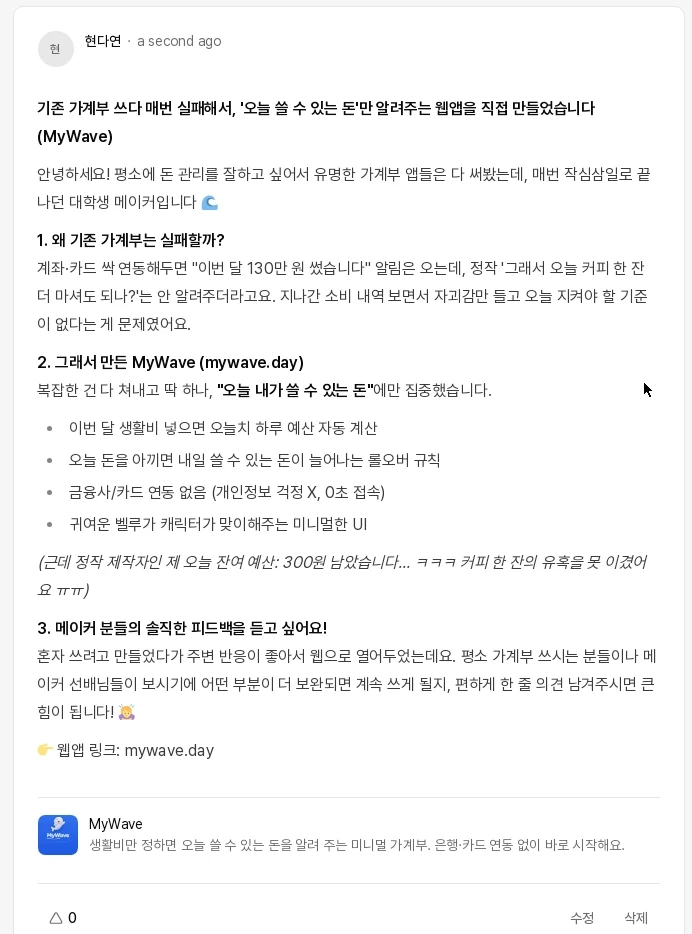 현
현다연 · a second ago
기존 가계부 쓰다 매번 실패해서, '오늘 쓸 수 있는 돈'만 알려주는 웹앱을 직접 만들었습니다
(MyWave)
안녕하세요! 평소에 돈 관리를 잘하고 싶어서 유명한 가계부 앱들은 다 써봤는데, 매번 작심삼일로 끝
나던 대학생 메이커입니다 🌊
1. 왜 기존 가계부는 실패할까?
계좌·카드 싹 연동해두면 "이번 달 130만 원 썼습니다" 알림은 오는데, 정작 '그래서 오늘 커피 한 잔
더 마셔도 되나?'는 안 알려주더라고요. 지나간 소비 내역 보면서 자괴감만 들고 오늘 지켜야 할 기준
이 없다는 게 문제였어요.
2. 그래서 만든 MyWave (mywave.day)
복잡한 건 다 쳐내고 딱 하나, "오늘 내가 쓸 수 있는 돈"에만 집중했습니다.
• 이번 달 생활비 넣으면 오늘치 하루 예산 자동 계산
• 오늘 돈을 아끼면 내일 쓸 수 있는 돈이 늘어나는 롤오버 규칙
• 금융사/카드 연동 없음 (개인정보 걱정 X, 0초 접속)
• 귀여운 벨루가 캐릭터가 맞이해주는 미니멀한 UI
(근데 정작 제작자인 제 오늘 잔여 예산: 300원 남았습니다... ㅋㅋㅋ 커피 한 잔의 유혹을 못 이겼어
요 ㅠㅠ)
3. 메이커 분들의 솔직한 피드백을 듣고 싶어요!
혼자 쓰려고 만들었다가 주변 반응이 좋아서 웹으로 열어두었는데요. 평소 가계부 쓰시는 분들이나 메
이커 선배님들이 보시기에 어떤 부분이 더 보완되면 계속 쓰게 될지, 편하게 한 줄 의견 남겨주시면 큰
힘이 됩니다! 🙇‍♀️
👉 웹앱 링크: mywave.day
MyWave
MyWave
생활비만 정하면 오늘 쓸 수 있는 돈을 알려 주는 미니멀 가계부. 은행·카드 연동 없이 바로 시작해요.
△ 0 수정 삭제